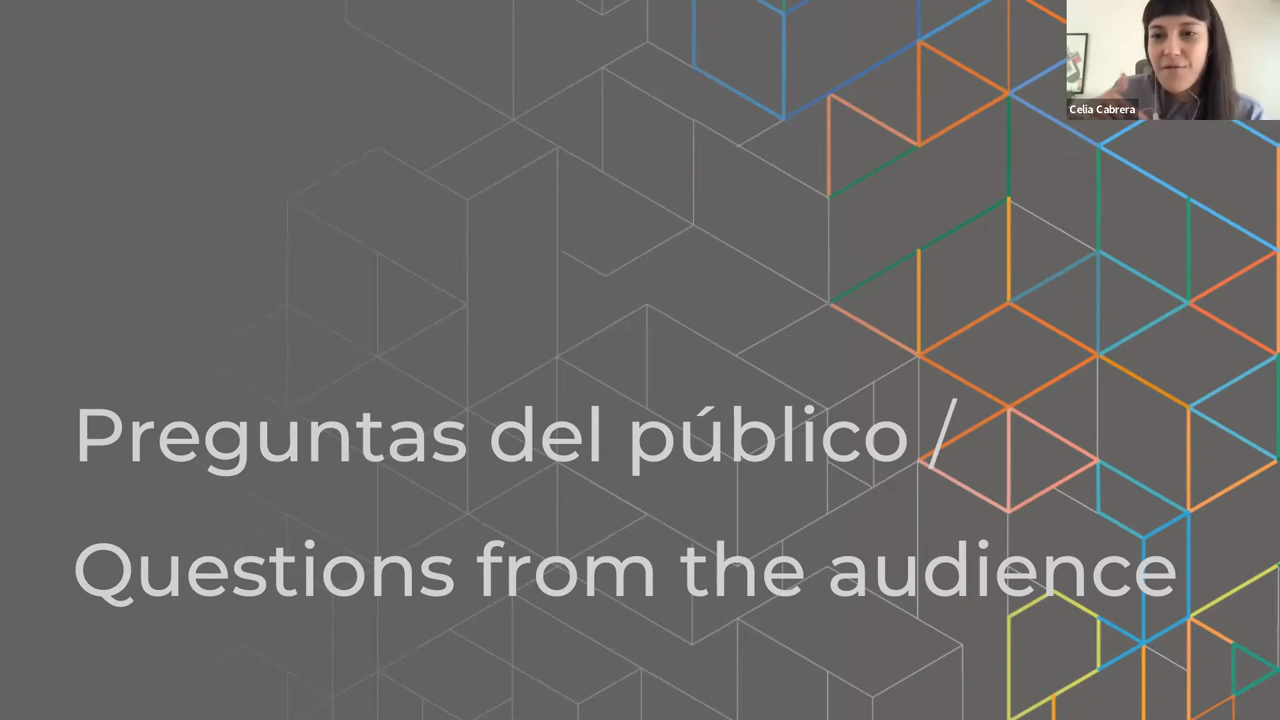 Celia Cabrera
Preguntas del público /
Questions from the audience